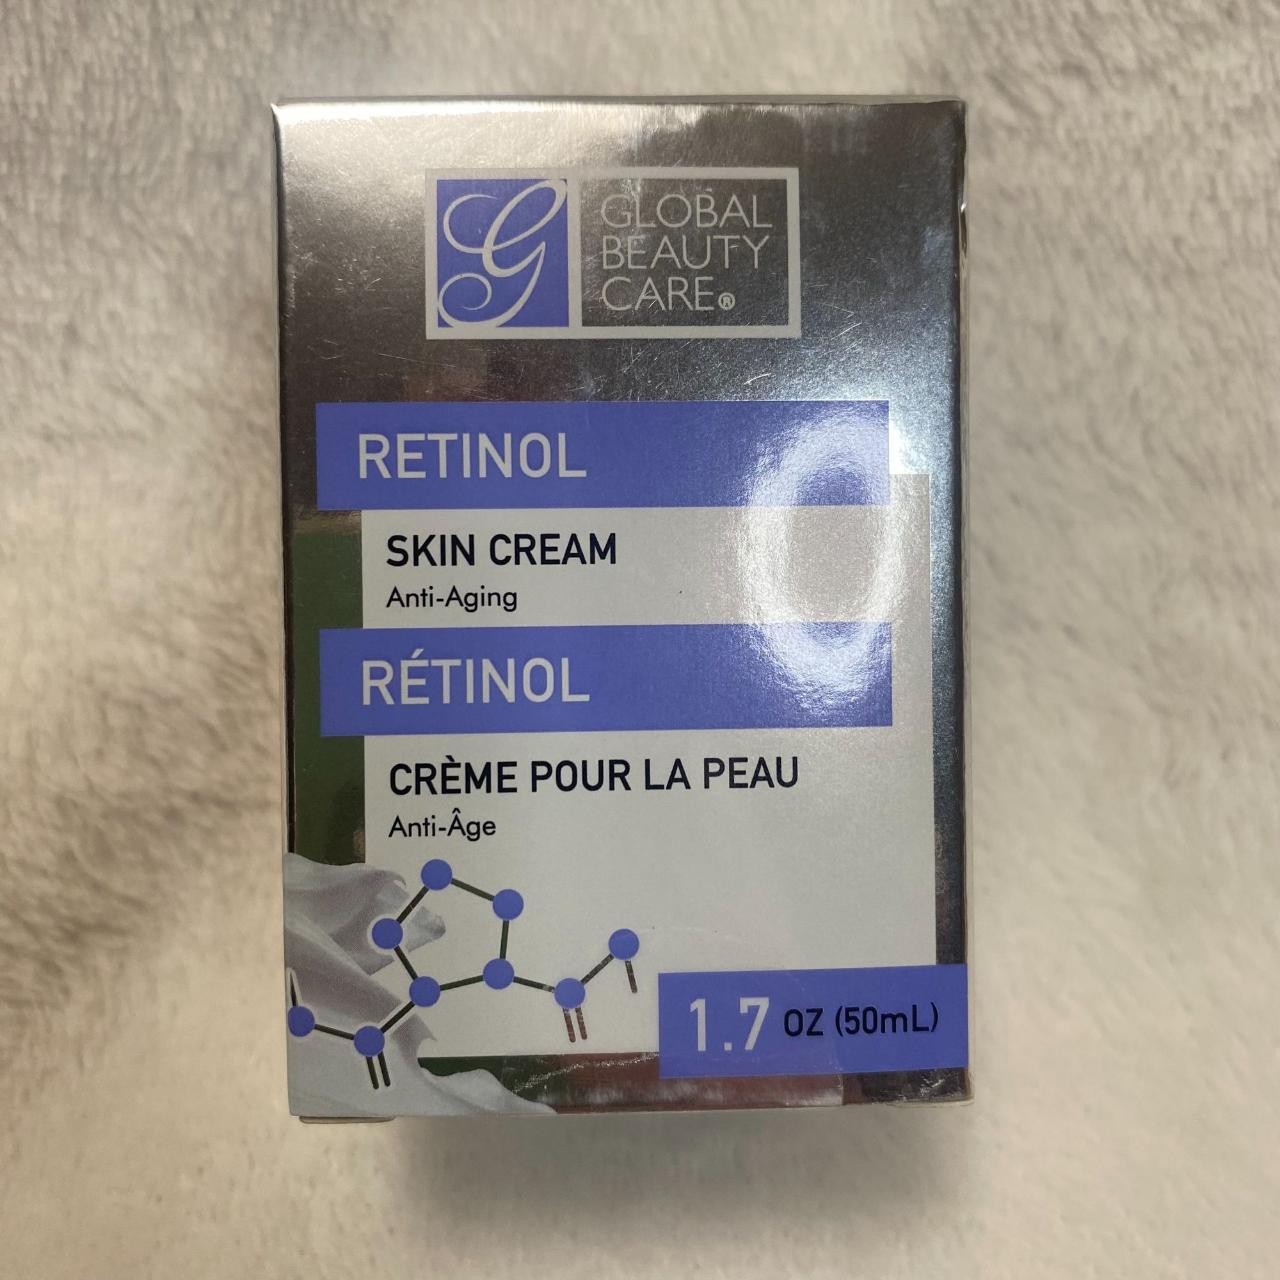 G
GLOBAL
BEAUTY
CARE®
RETINOL
SKIN CREAM
Anti-Aging
RÉTINOL
CRÈME POUR LA PEAU
Anti-Âge
1.7 OZ (50mL)